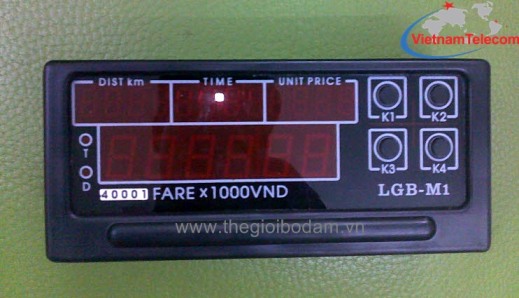 VietnamTelecom
DIST km TIME UNIT PRICE
K1 K2
T
K3 K4
D
40001 FARE x1000VND LGB-M1
www.thegioibodam.vn